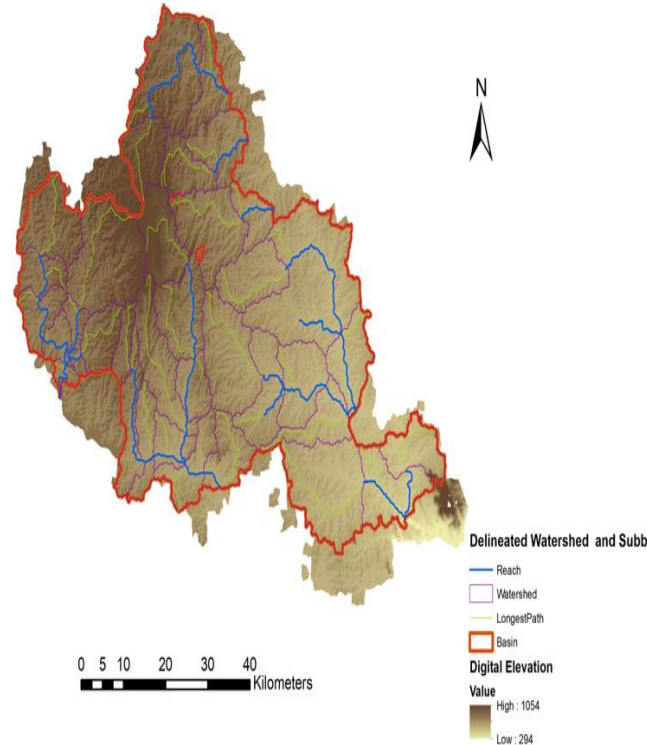 N
Delineated Watershed and Subb
Reach
Watershed
LongestPath
Basin
Digital Elevation
Value
High : 1054
Low : 294
0 5 10 20 30 40
Kilometers